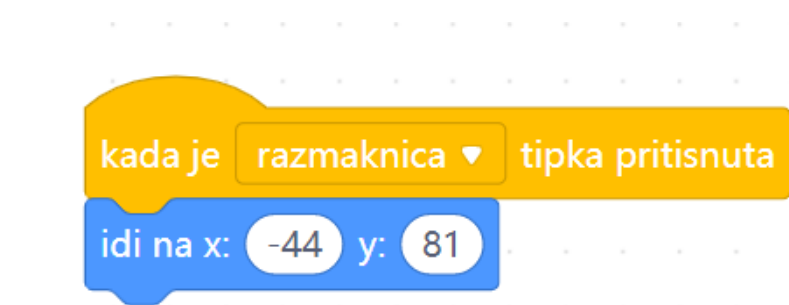 kada je razmaknica tipka pritisnuta
idi na x: -44 y: 81